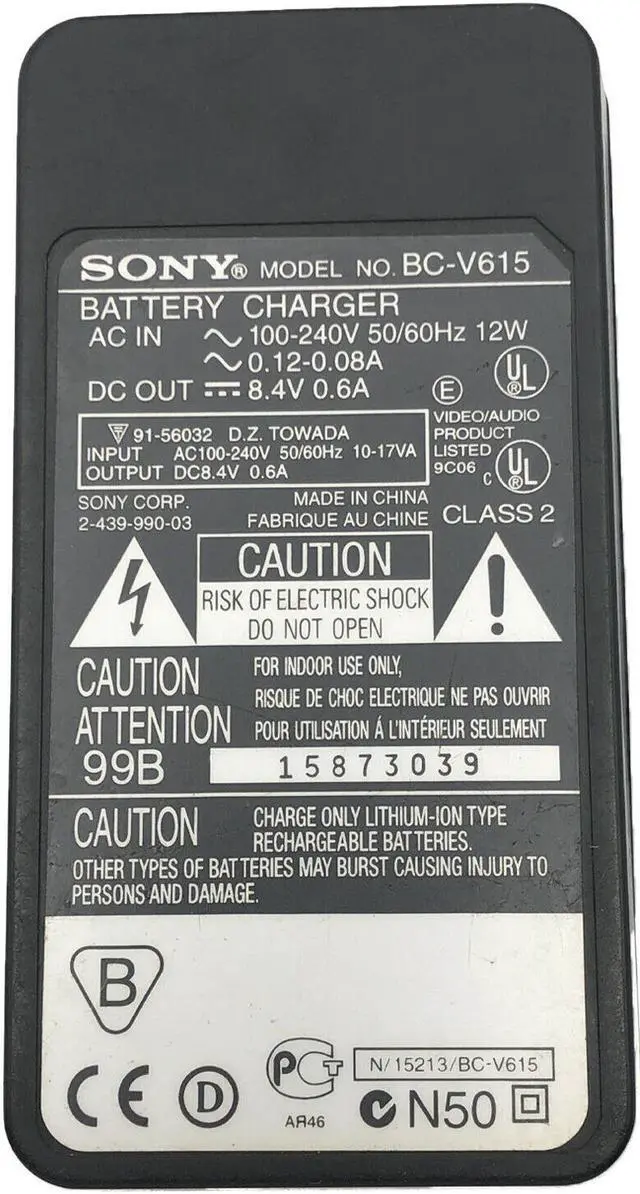 SONY® MODEL NO. BC-V615
BATTERY CHARGER
AC IN ∿ 100-240V 50/60Hz 12W
∿ 0.12-0.08A
DC OUT ⎓ 8.4V 0.6A
E
UL®
VIDEO/AUDIO
PRODUCT
LISTED
9C06
C UL®
91-56032 D.Z. TOWADA
INPUT AC100-240V 50/60Hz 10-17VA
OUTPUT DC8.4V 0.6A
SONY CORP. MADE IN CHINA
2-439-990-03 FABRIQUE AU CHINE CLASS 2
CAUTION
RISK OF ELECTRIC SHOCK
DO NOT OPEN
CAUTION FOR INDOOR USE ONLY,
RISQUE DE CHOC ELECTRIQUE NE PAS OUVRIR
ATTENTION POUR UTILISATION Á L'INTÉRIEUR SEULEMENT
99B 15873039
CAUTION CHARGE ONLY LITHIUM-ION TYPE
RECHARGEABLE BATTERIES.
OTHER TYPES OF BATTERIES MAY BURST CAUSING INJURY TO
PERSONS AND DAMAGE.
B
CE D PCT N/15213/BC-V615
АЯ46 N50